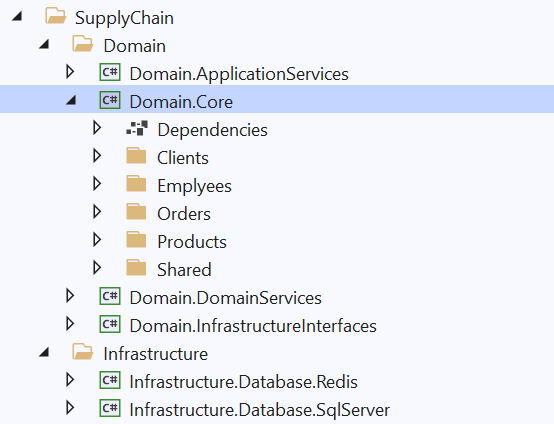 SupplyChain
Domain
C# Domain.ApplicationServices
C# Domain.Core
Dependencies
Clients
Emplyees
Orders
Products
Shared
C# Domain.DomainServices
C# Domain.InfrastructureInterfaces
Infrastructure
C# Infrastructure.Database.Redis
C# Infrastructure.Database.SqlServer